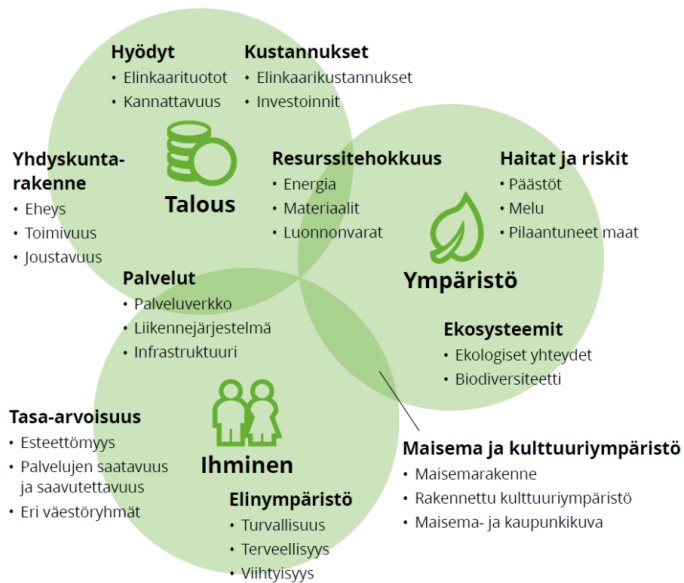 Hyödyt
• Elinkaarituotot
• Kannattavuus
Kustannukset
• Elinkaarikustannukset
• Investoinnit
Yhdyskunta-
rakenne
• Eheys
• Toimivuus
• Joustavuus
Talous
Resurssitehokkuus
• Energia
• Materiaalit
• Luonnonvarat
Haitat ja riskit
• Päästöt
• Melu
• Pilaantuneet maat
Ympäristö
Palvelut
• Palveluverkko
• Liikennejärjestelmä
• Infrastruktuuri
Ekosysteemit
• Ekologiset yhteydet
• Biodiversiteetti
Tasa-arvoisuus
• Esteettömyys
• Palvelujen saatavuus
ja saavutettavuus
• Eri väestöryhmät
Ihminen
Elinympäristö
• Turvallisuus
• Terveellisyys
• Viihtyisyys
Maisema ja kulttuuriympäristö
• Maisemarakenne
• Rakennettu kulttuuriympäristö
• Maisema- ja kaupunkikuva